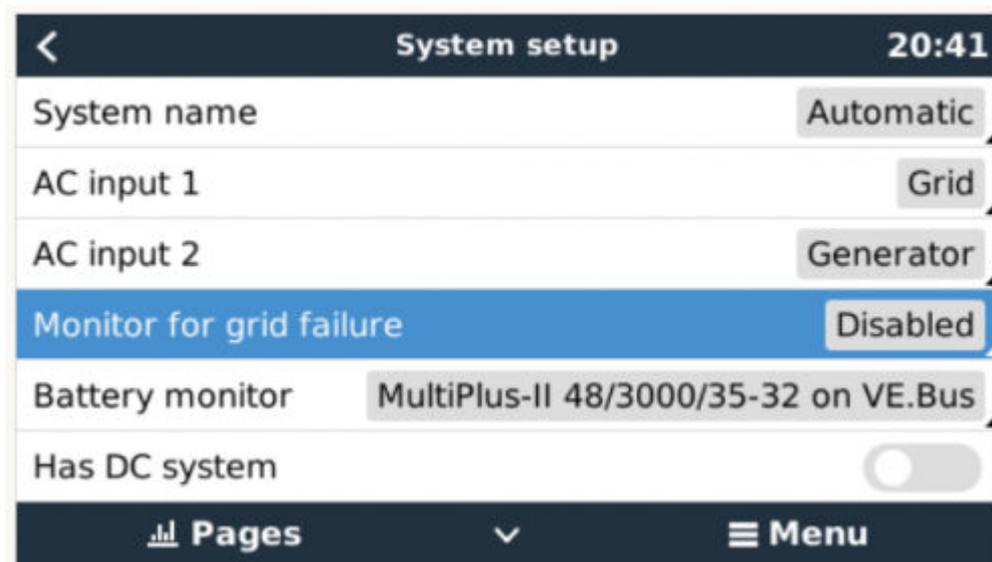 System setup 20:41
System name Automatic
AC input 1 Grid
AC input 2 Generator
Monitor for grid failure Disabled
Battery monitor MultiPlus-II 48/3000/35-32 on VE.Bus
Has DC system
Pages Menu